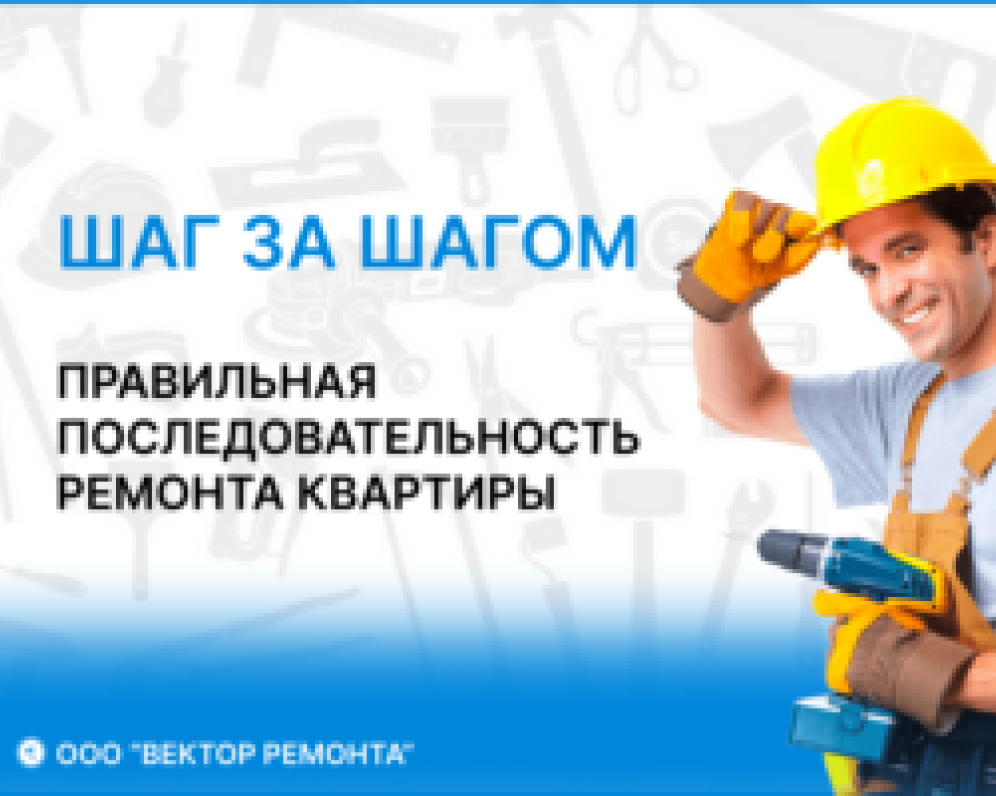 ШАГ ЗА ШАГОМ
ПРАВИЛЬНАЯ
ПОСЛЕДОВАТЕЛЬНОСТЬ
РЕМОНТА КВАРТИРЫ
ООО "ВЕКТОР РЕМОНТА"